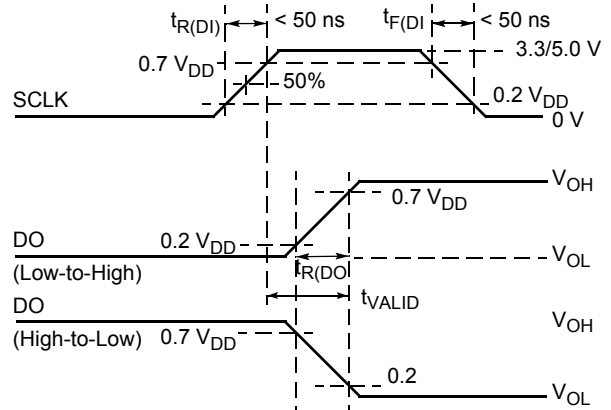 tR(DI) < 50 ns tF(DI < 50 ns
3.3/5.0 V
0.7 VDD
50%
0.2 VDD
SCLK
0 V
VOH
0.7 VDD
0.2 VDD
DO
(Low-to-High)
VOL
tR(DO
tVALID
DO
(High-to-Low)
VOH
0.7 VDD
0.2
VOL